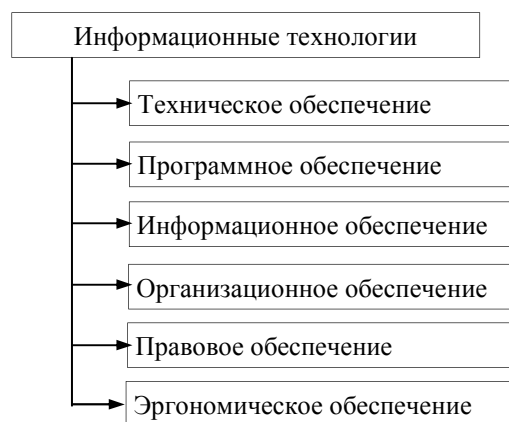 Информационные технологии
Техническое обеспечение
Программное обеспечение
Информационное обеспечение
Организационное обеспечение
Правовое обеспечение
Эргономическое обеспечение